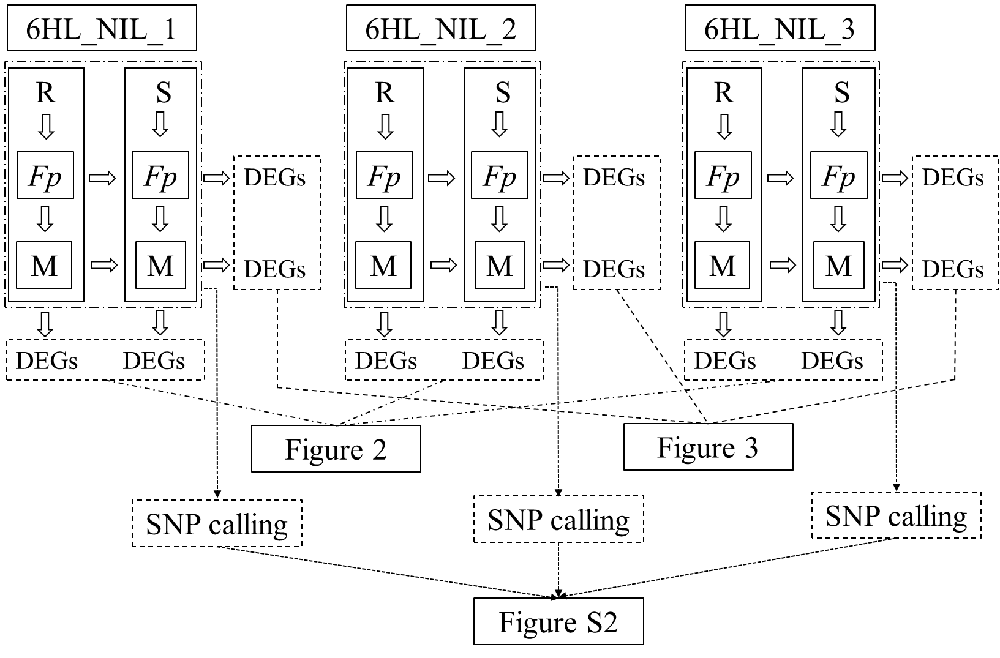 6HL_NIL_1 6HL_NIL_2 6HL_NIL_3
R S R S R S
Fp Fp DEGs Fp Fp DEGs Fp Fp DEGs
M M DEGs M M DEGs M M DEGs
DEGs DEGs DEGs DEGs DEGs DEGs
Figure 2 Figure 3
SNP calling SNP calling SNP calling
Figure S2